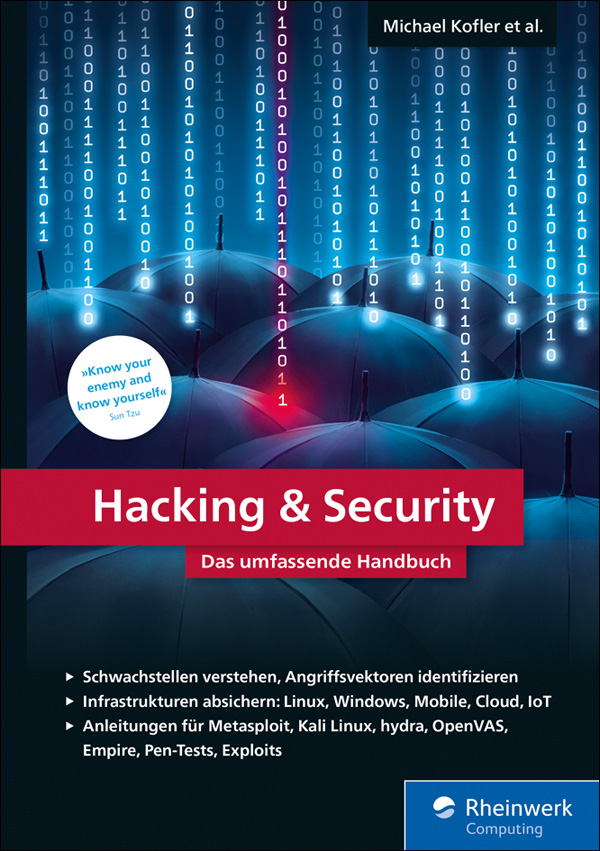 Michael Kofler et al.
»Know your
enemy and
know yourself«
Sun Tzu
Hacking & Security
Das umfassende Handbuch
Schwachstellen verstehen, Angriffsvektoren identifizieren
Infrastrukturen absichern: Linux, Windows, Mobile, Cloud, IoT
Anleitungen für Metasploit, Kali Linux, hydra, OpenVAS,
Empire, Pen-Tests, Exploits
Rheinwerk
Computing